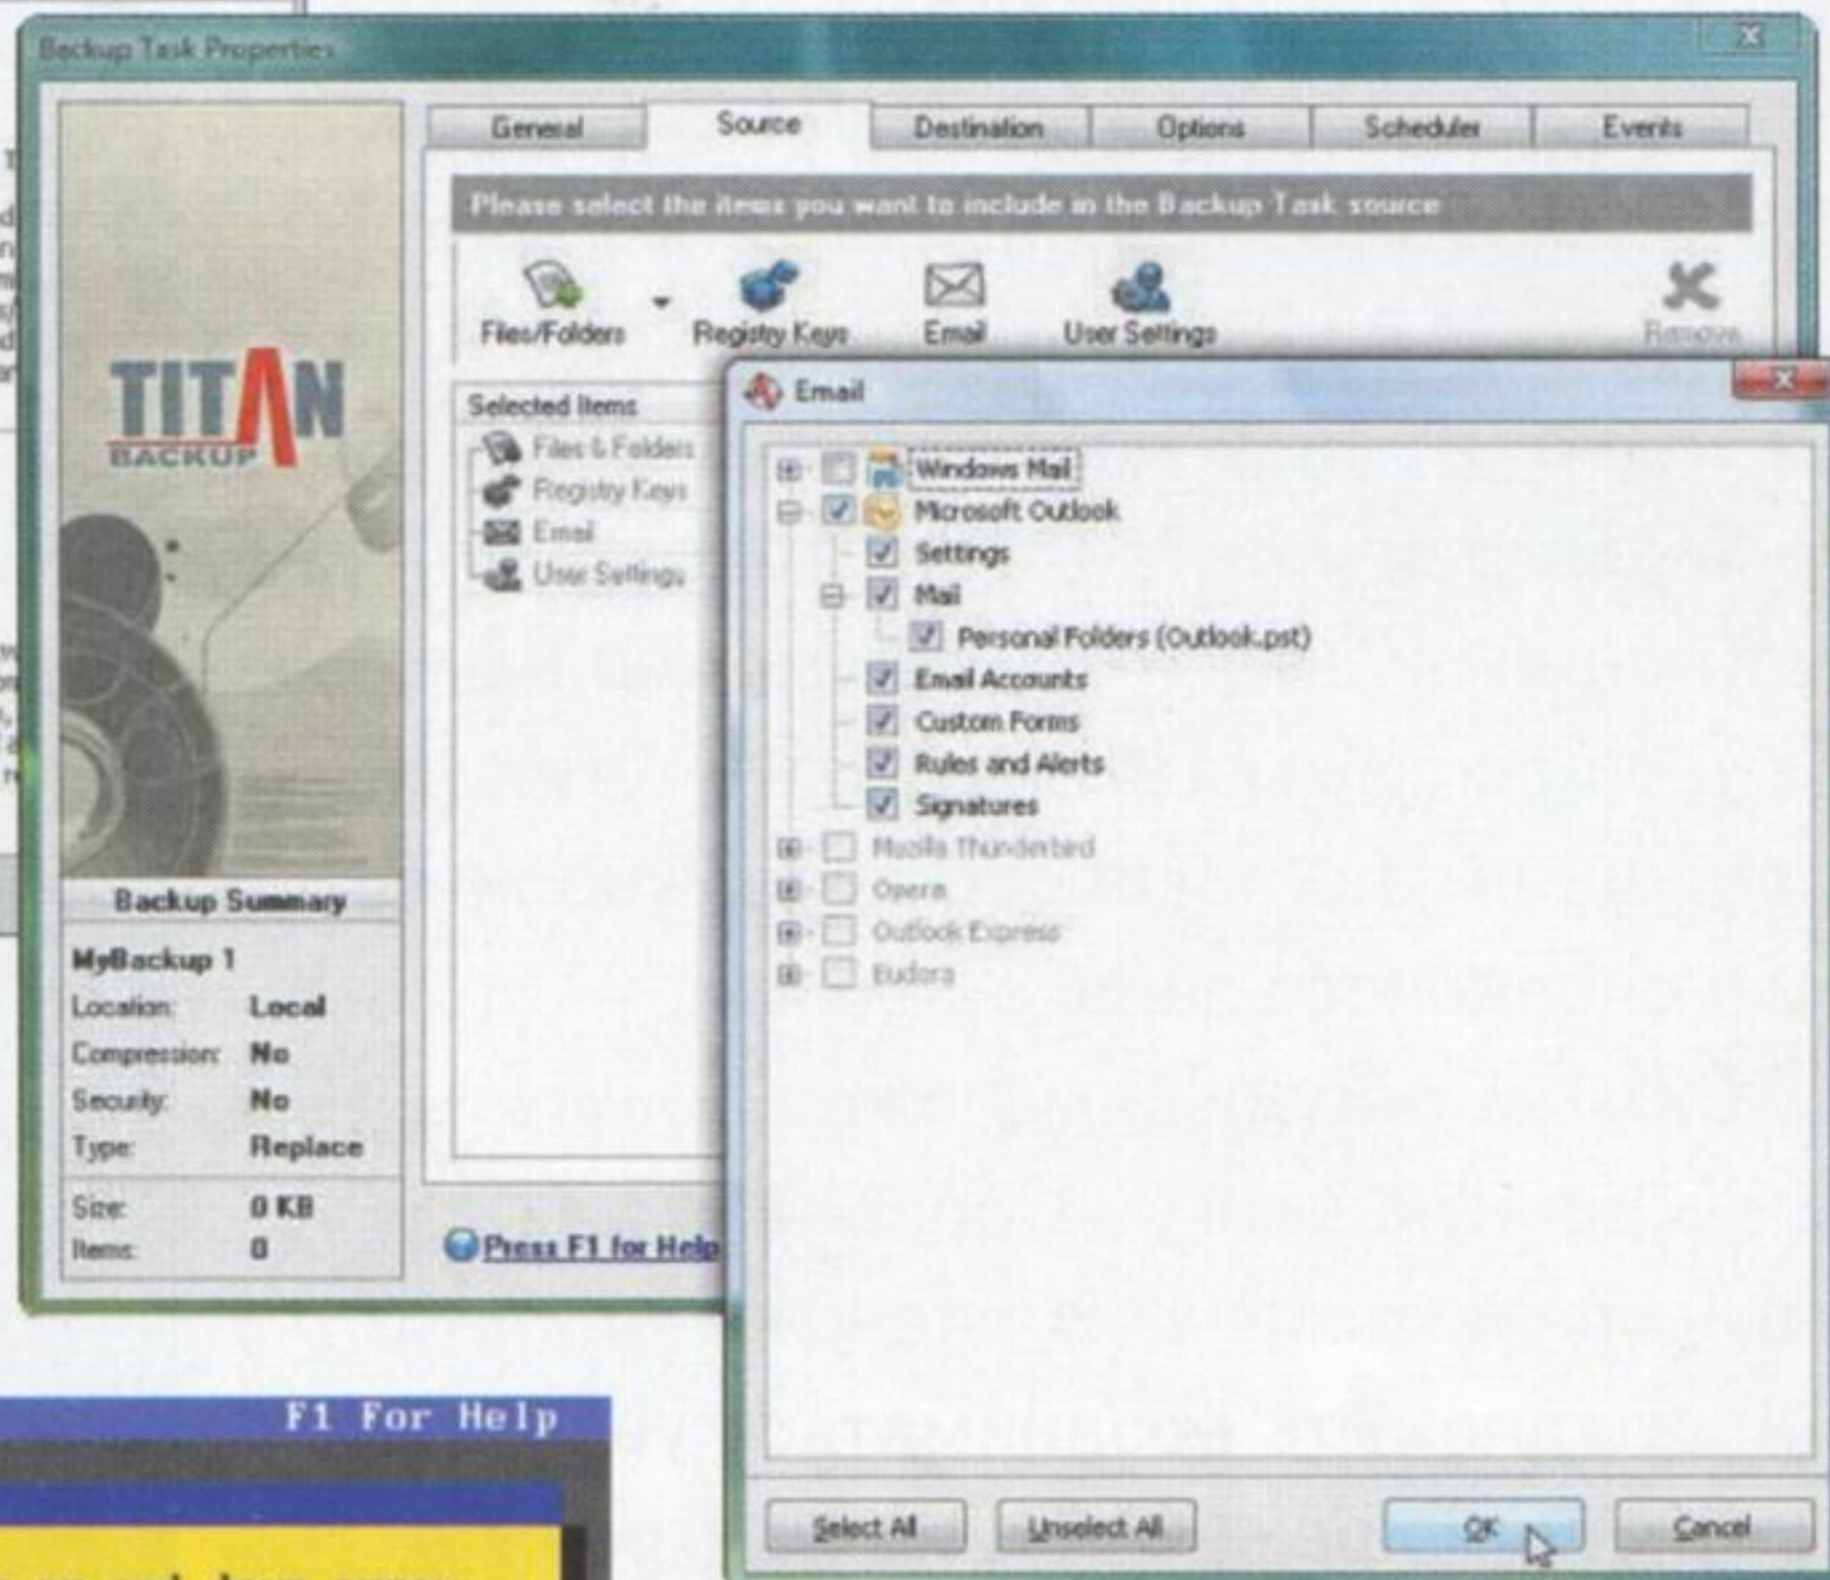 Backup Task Properties
General
Source
Destination
Options
Scheduler
Events
Please select the items you want to include in the Backup Task source
Files/Folders
Registry Keys
Email
User Settings
Remove
TITAN
BACKUP
Selected Items
Files & Folders
Registry Keys
Email
User Settings
Backup Summary
MyBackup 1
Location: Local
Compression: No
Security: No
Type: Replace
Size: 0 KB
Items: 0
Press F1 for Help
Email
Windows Mail
Microsoft Outlook
Settings
Mail
Personal Folders (Outlook.pst)
Email Accounts
Custom Forms
Rules and Alerts
Signatures
Mozilla Thunderbird
Opera
Outlook Express
Eudora
Select All
Unselect All
OK
Cancel
F1 For Help